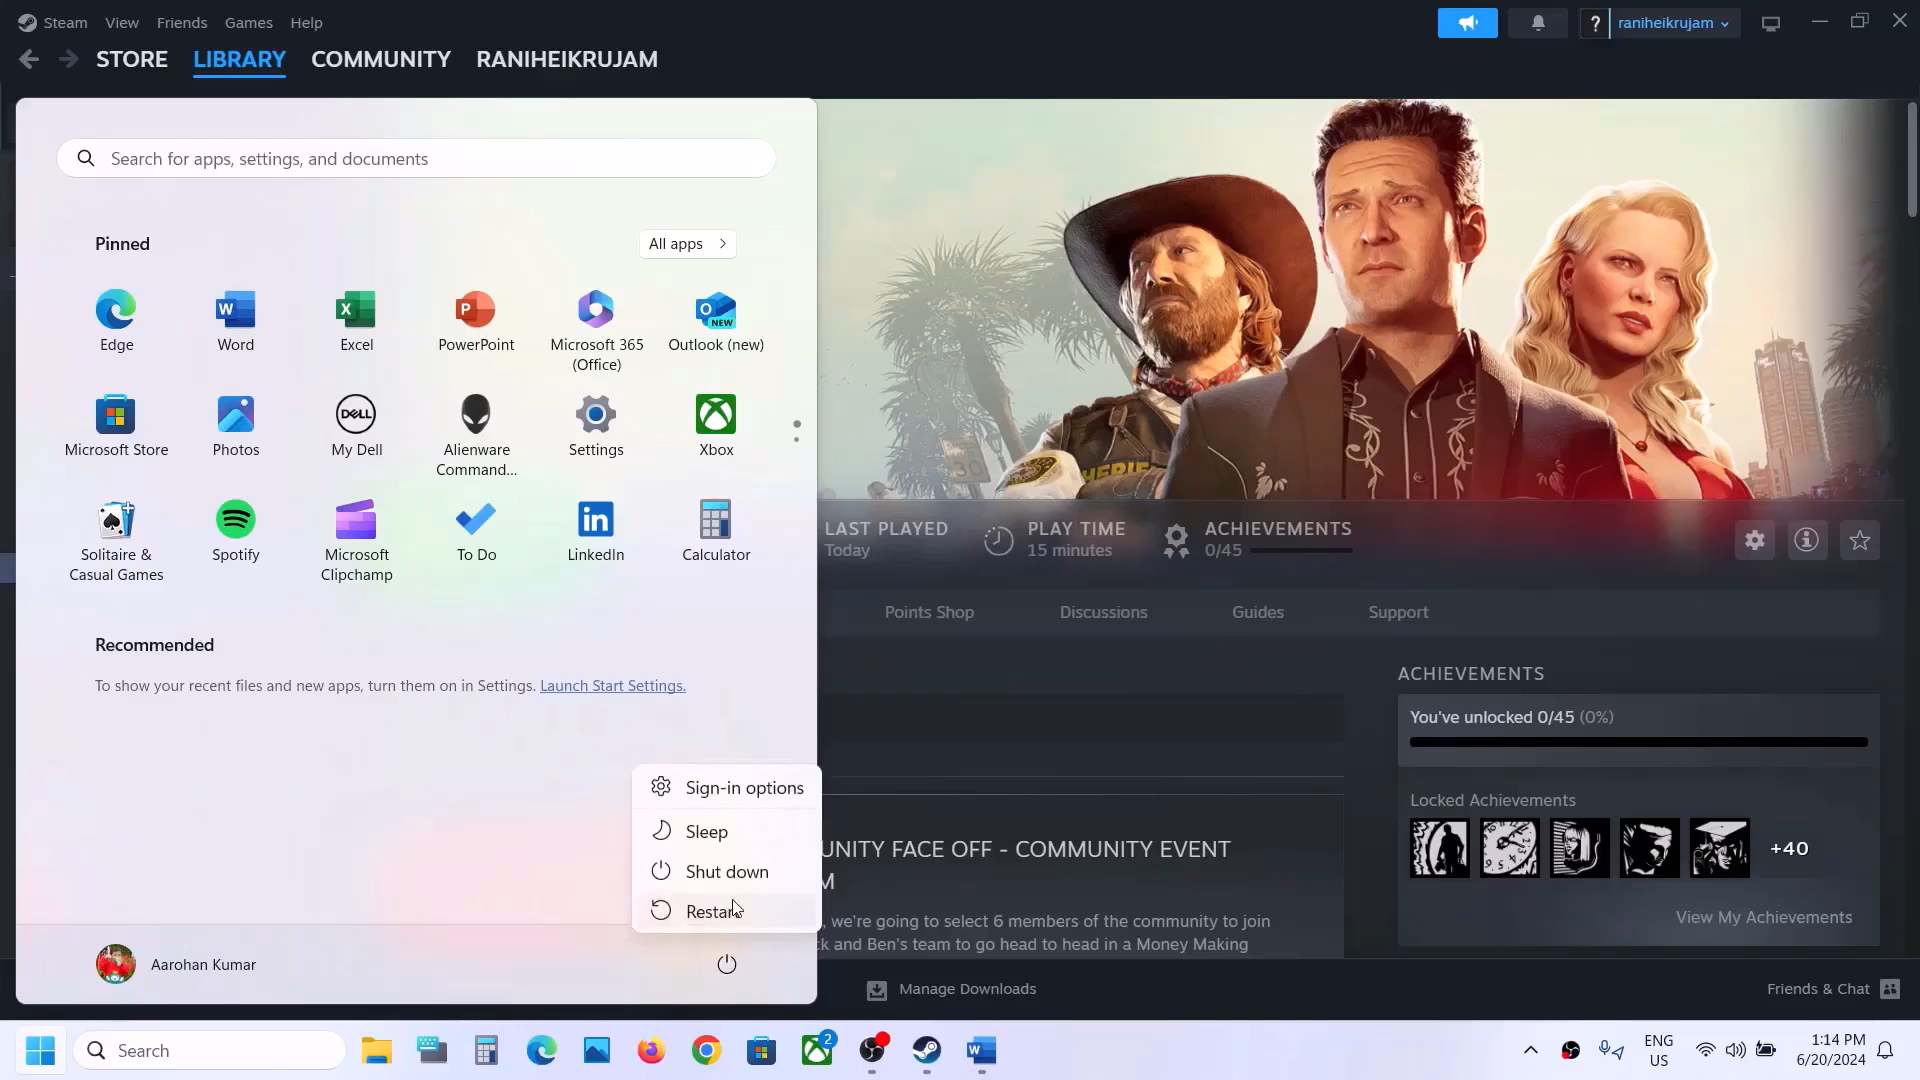 Steam View Friends Games Help
raniheikrujam
STORE LIBRARY COMMUNITY RANIHEIKRUJAM
Search for apps, settings, and documents
Pinned
All apps
Edge
Word
Excel
PowerPoint
Microsoft 365
(Office)
Outlook (new)
NEW
Microsoft Store
Photos
DELL
My Dell
Alienware
Command...
Settings
Xbox
Solitaire &
Casual Games
Spotify
Microsoft
Clipchamp
To Do
LinkedIn
Calculator
Recommended
To show your recent files and new apps, turn them on in Settings. Launch Start Settings.
Sign-in options
Sleep
Shut down
Restart
Aarohan Kumar
30
LAST PLAYED
Today
PLAY TIME
15 minutes
ACHIEVEMENTS
0/45
Points Shop
Discussions
Guides
Support
ACHIEVEMENTS
You've unlocked 0/45 (0%)
Locked Achievements
+40
View My Achievements
UNITY FACE OFF - COMMUNITY EVENT
M
, we're going to select 6 members of the community to join
ck and Ben's team to go head to head in a Money Making
Manage Downloads
Friends & Chat
Search
2
ENG
US
1:14 PM
6/20/2024